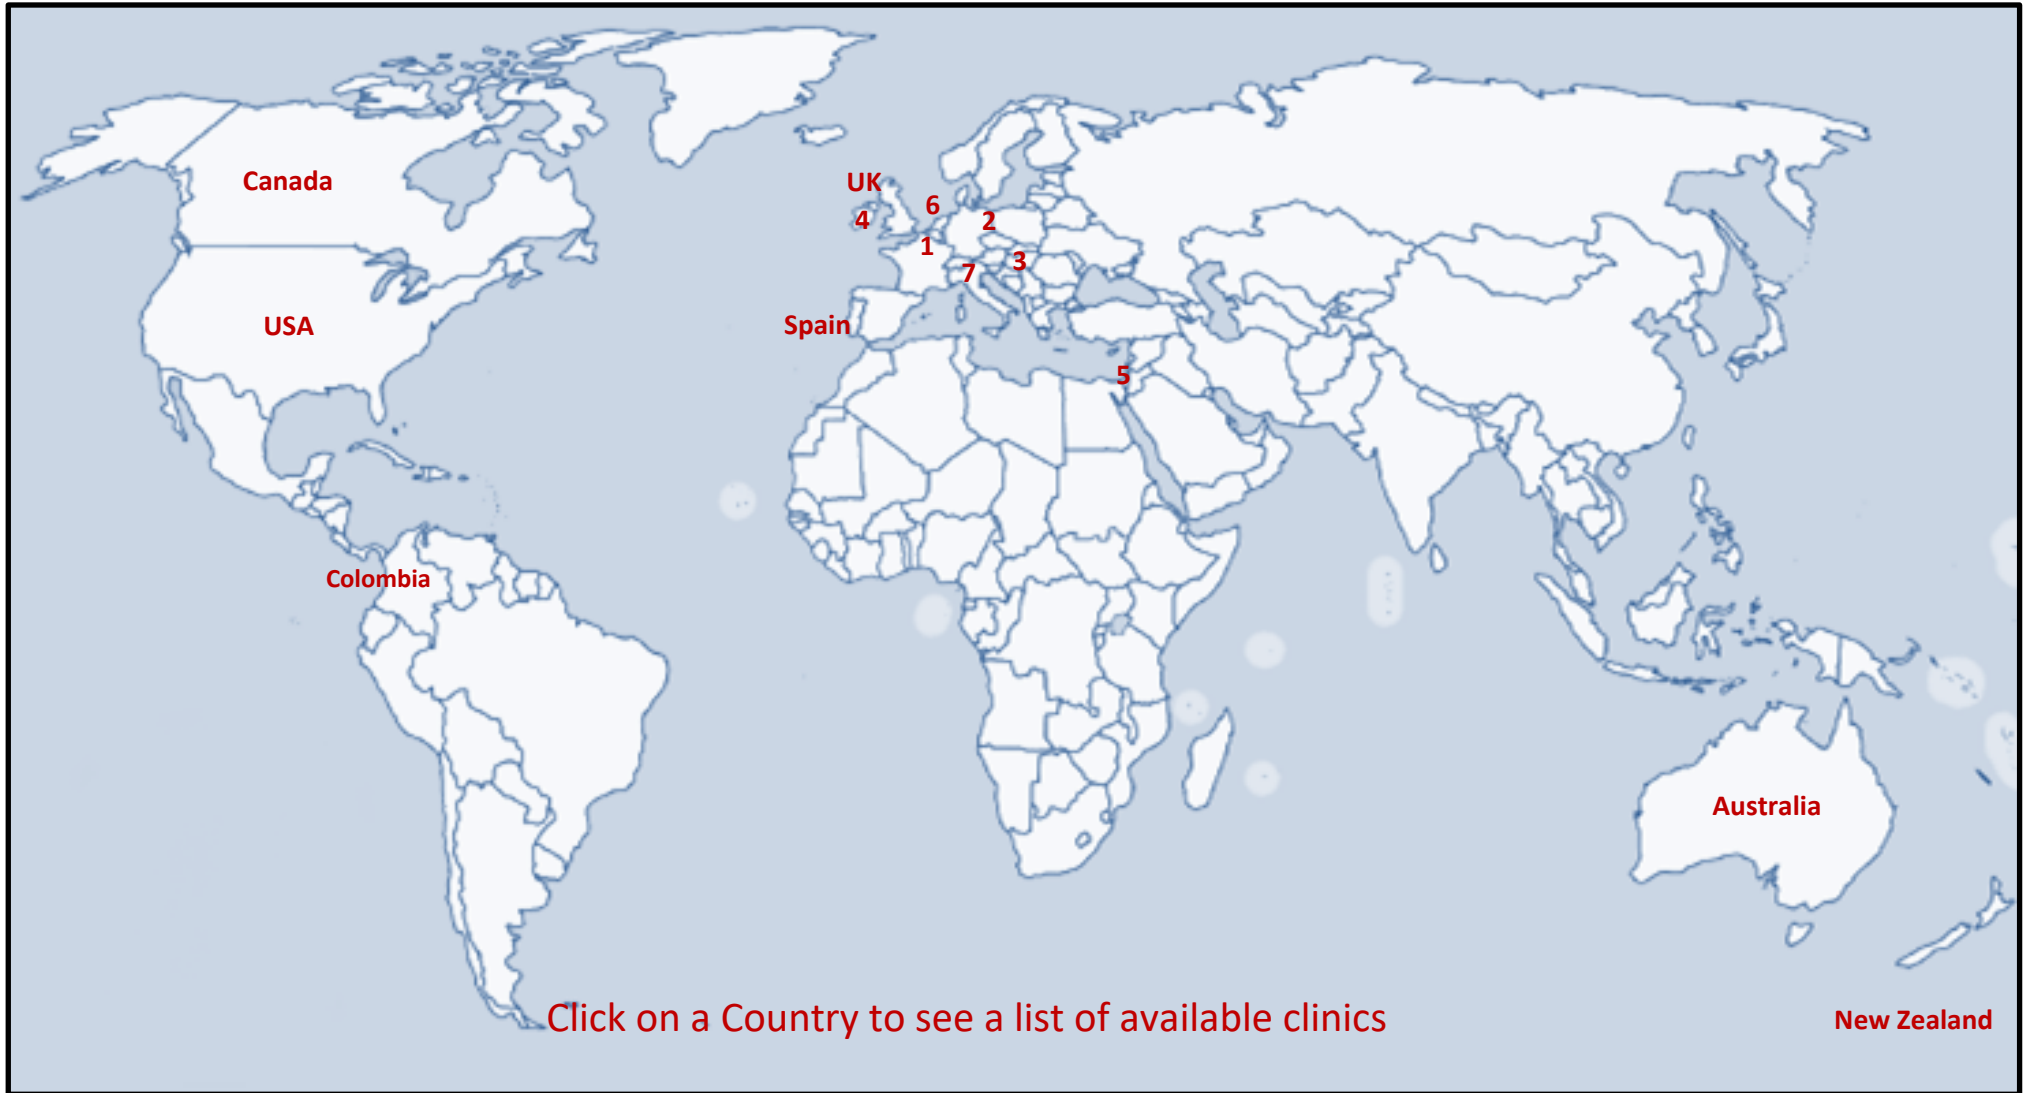 Canada
UK
6
4
2
1
3
7
USA
Spain
5
Colombia
Australia
Click on a Country to see a list of available clinics
New Zealand